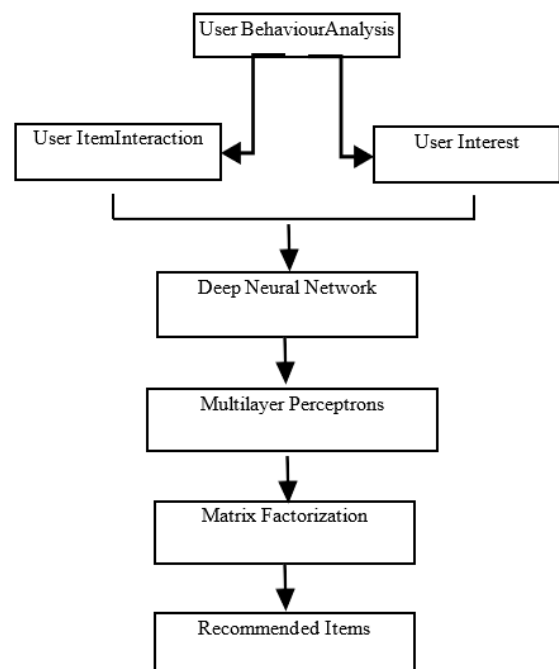 User BehaviourAnalysis
User ItemInteraction
User Interest
Deep Neural Network
Multilayer Perceptrons
Matrix Factorization
Recommended Items